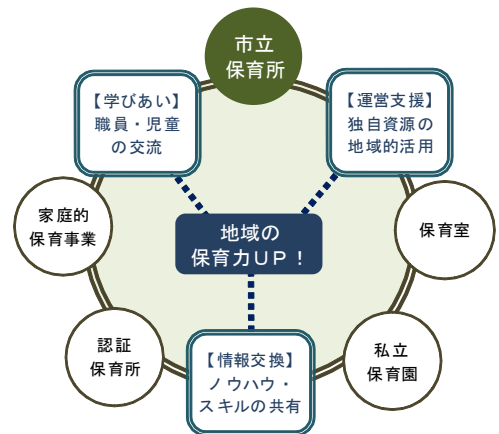 市立
保育所
【学びあい】
職員・児童
の交流
【運営支援】
独自資源の
地域的活用
家庭的
保育事業
地域の
保育力UP！
保育室
認証
保育所
【情報交換】
ノウハウ・
スキルの共有
私立
保育園